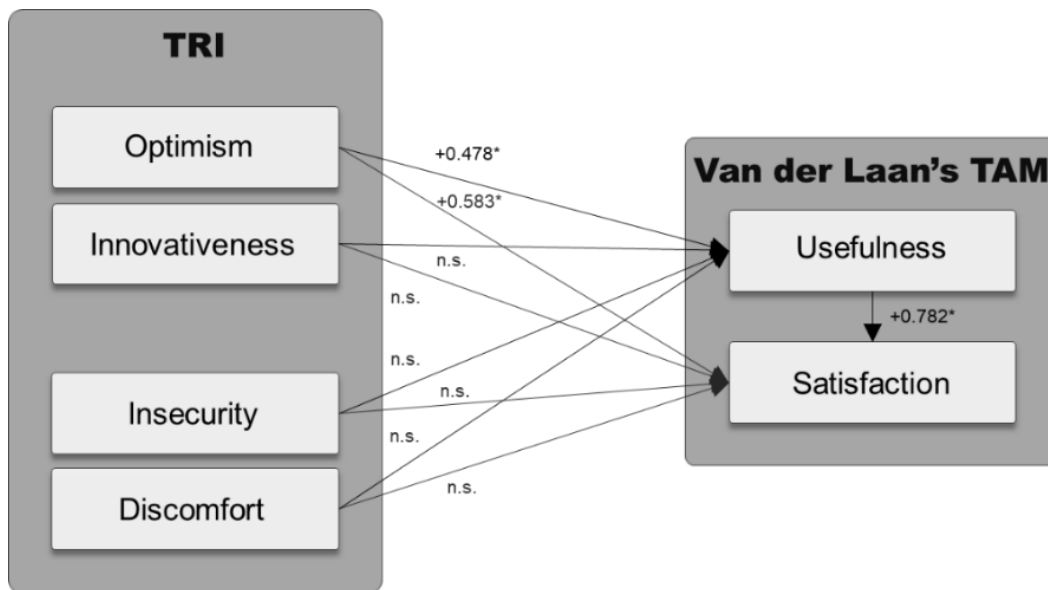 TRI
Optimism
Innovativeness
Insecurity
Discomfort
+0.478*
+0.583*
n.s.
n.s.
n.s.
n.s.
n.s.
n.s.
Van der Laan's TAM
Usefulness
+0.782*
Satisfaction